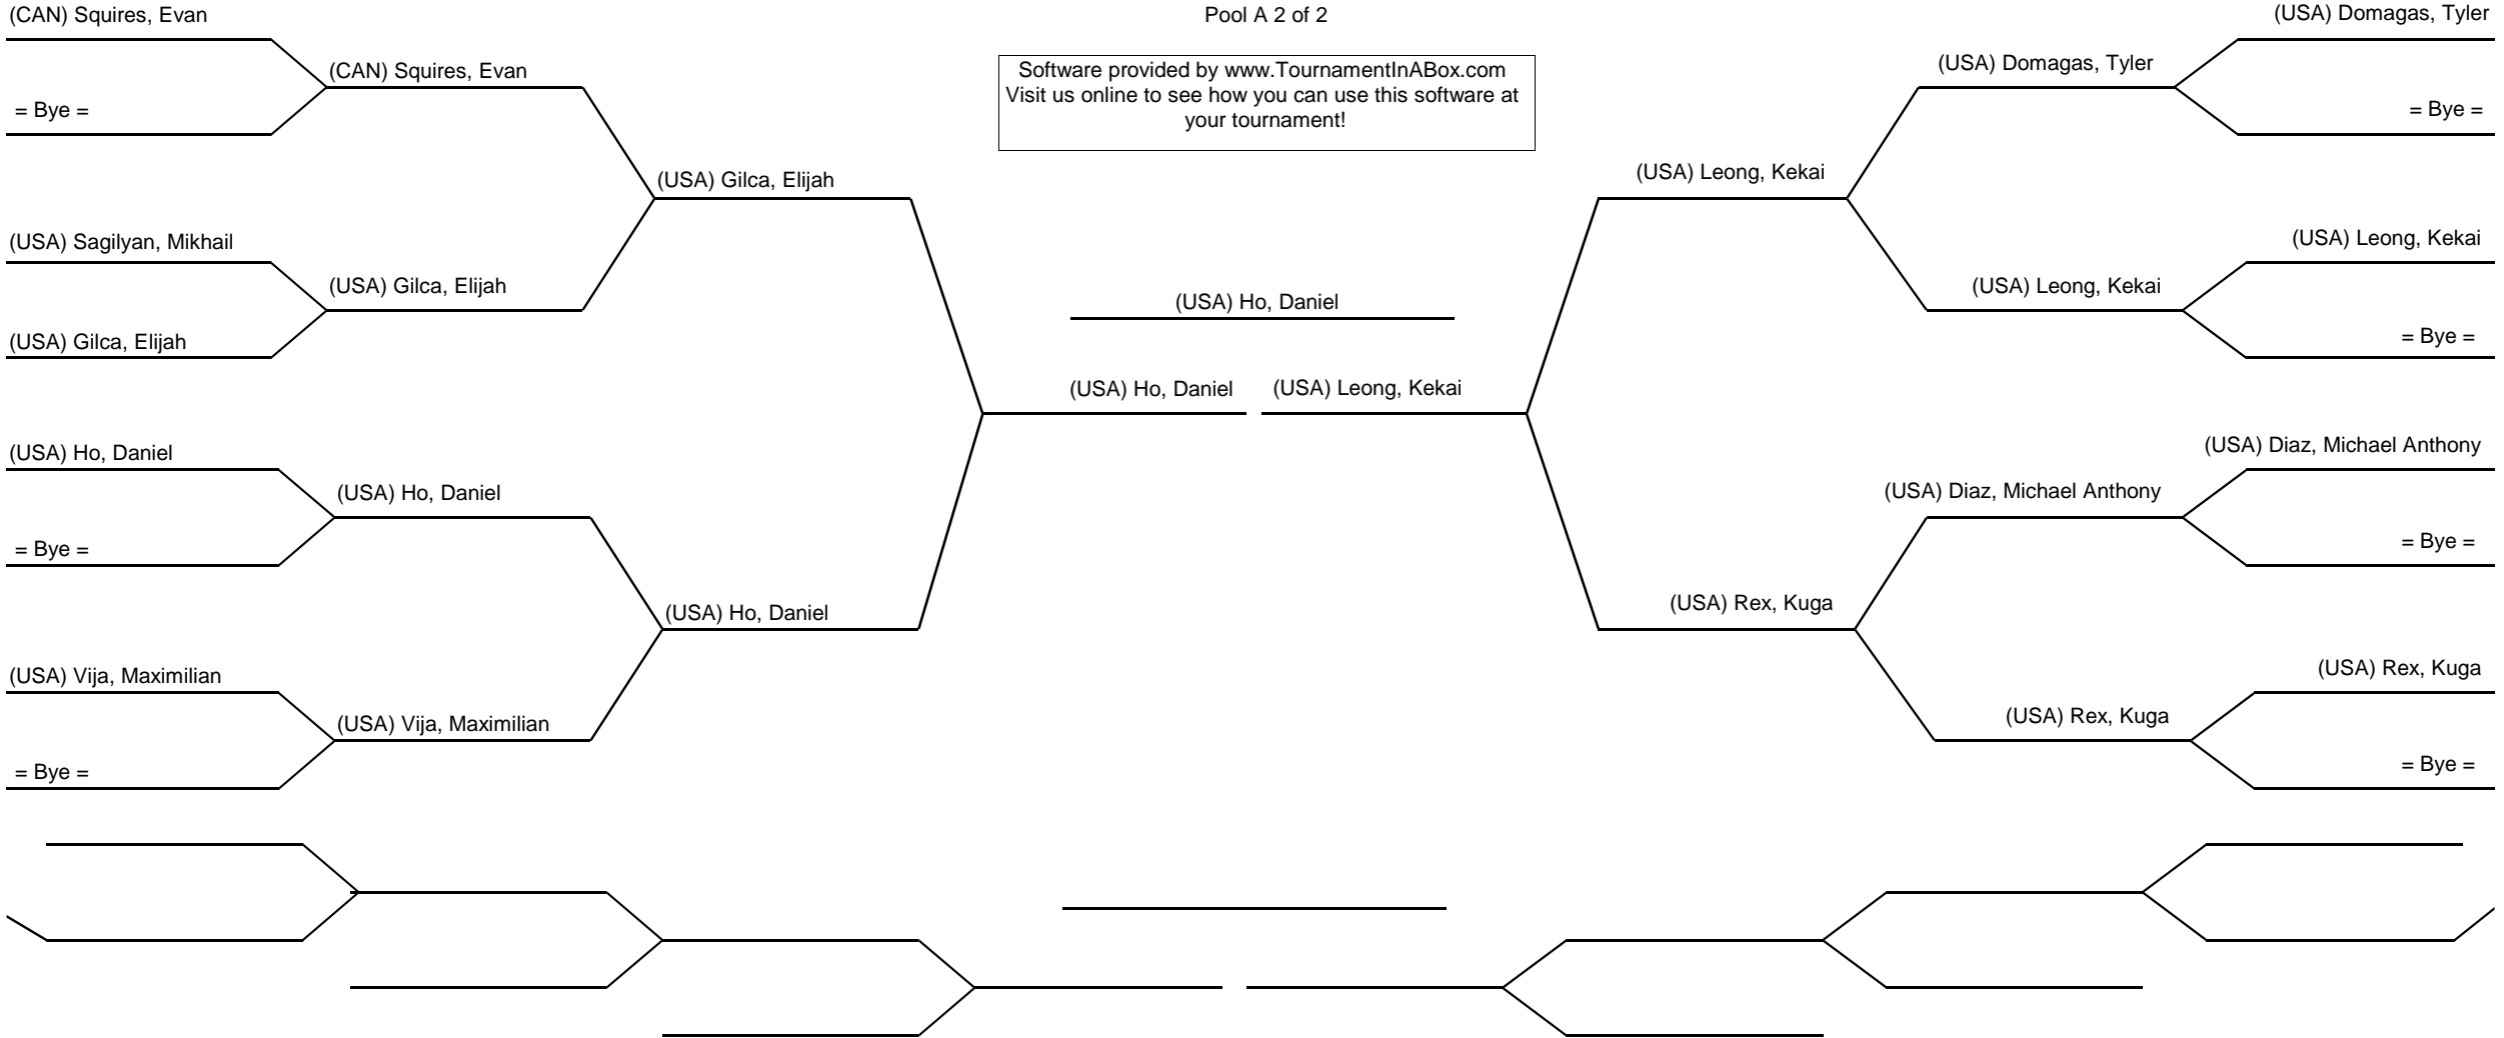 (CAN) Squires, Evan
= Bye =
(USA) Sagilyan, Mikhail
(USA) Gilca, Elijah
(USA) Ho, Daniel
= Bye =
(USA) Vija, Maximilian
= Bye =
(CAN) Squires, Evan
(USA) Gilca, Elijah
(USA) Ho, Daniel
(USA) Vija, Maximilian
(USA) Gilca, Elijah
(USA) Ho, Daniel
Pool A 2 of 2
Software provided by www.TournamentInABox.com
Visit us online to see how you can use this software at
your tournament!
(USA) Ho, Daniel
(USA) Ho, Daniel
(USA) Leong, Kekai
(USA) Leong, Kekai
(USA) Rex, Kuga
(USA) Domagas, Tyler
(USA) Leong, Kekai
(USA) Diaz, Michael Anthony
(USA) Rex, Kuga
(USA) Domagas, Tyler
= Bye =
(USA) Leong, Kekai
= Bye =
(USA) Diaz, Michael Anthony
= Bye =
(USA) Rex, Kuga
= Bye =